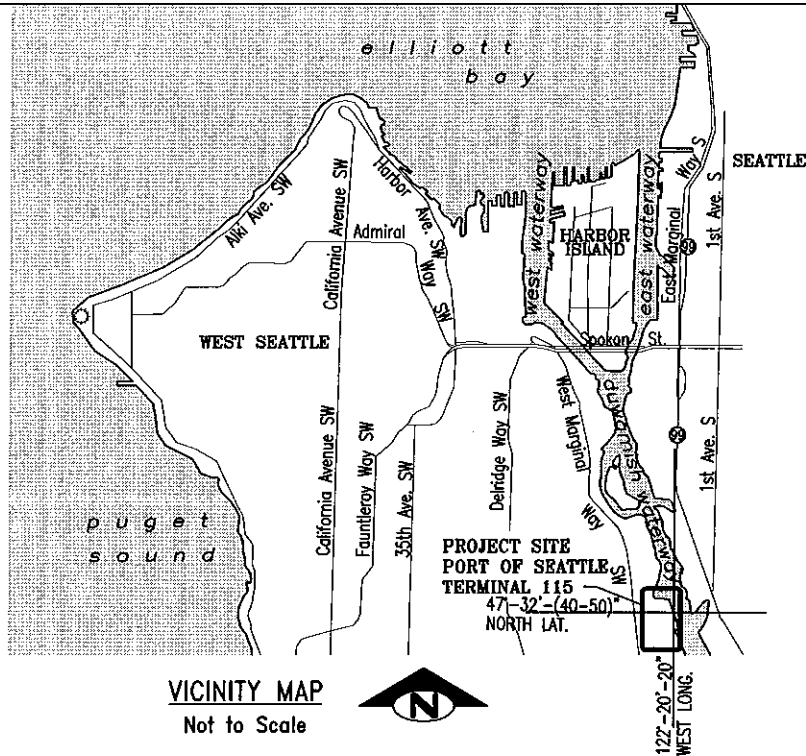 elliott
bay
SEATTLE
Alki Ave. SW
California Avenue SW
Harbor Ave. SW
Admiral
Way SW
west waterway
HARBOR
ISLAND
east waterway
East Marginal
Way S
1st Ave. S
99
WEST SEATTLE
Spokan St.
duwamish waterway
California Avenue SW
Fauntleray Way SW
35th Ave. SW
Delridge Way SW
West Marginal
Way SW
99
1st Ave. S
puget
sound
PROJECT SITE
PORT OF SEATTLE
TERMINAL 115
47°-32'-(40-50)"
NORTH LAT.
122°-20'-20"
WEST LONG.
VICINITY MAP
Not to Scale
N